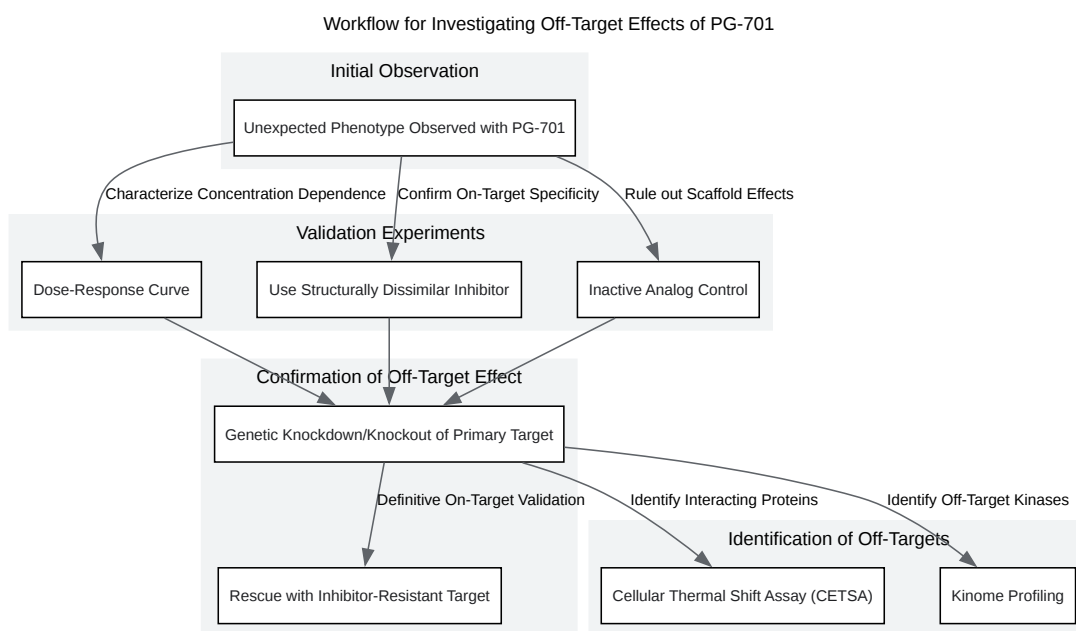 Workflow for Investigating Off-Target Effects of PG-701
Initial Observation
Unexpected Phenotype Observed with PG-701
Characterize Concentration Dependence
Confirm On-Target Specificity
Rule out Scaffold Effects
Validation Experiments
Dose-Response Curve
Use Structurally Dissimilar Inhibitor
Inactive Analog Control
Confirmation of Off-Target Effect
Genetic Knockdown/Knockout of Primary Target
Definitive On-Target Validation
Identify Interacting Proteins
Identify Off-Target Kinases
Identification of Off-Targets
Rescue with Inhibitor-Resistant Target
Cellular Thermal Shift Assay (CETSA)
Kinome Profiling